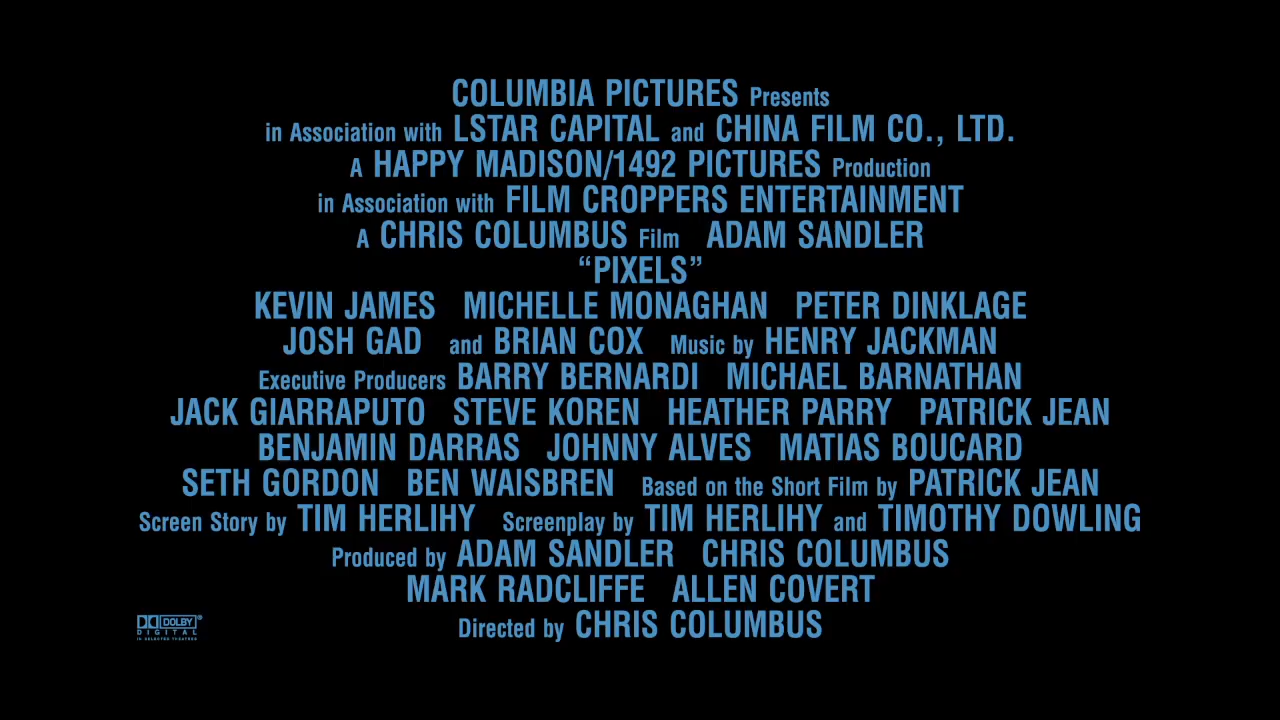 COLUMBIA PICTURES Presents
in Association with LSTAR CAPITAL and CHINA FILM CO., LTD.
A HAPPY MADISON/1492 PICTURES Production
in Association with FILM CROPPERS ENTERTAINMENT
A CHRIS COLUMBUS Film ADAM SANDLER
“PIXELS”
KEVIN JAMES MICHELLE MONAGHAN PETER DINKLAGE
JOSH GAD and BRIAN COX Music by HENRY JACKMAN
Executive Producers BARRY BERNARDI MICHAEL BARNATHAN
JACK GIARRAPUTO STEVE KOREN HEATHER PARRY PATRICK JEAN
BENJAMIN DARRAS JOHNNY ALVES MATIAS BOUCARD
SETH GORDON BEN WAISBREN Based on the Short Film by PATRICK JEAN
Screen Story by TIM HERLIHY Screenplay by TIM HERLIHY and TIMOTHY DOWLING
Produced by ADAM SANDLER CHRIS COLUMBUS
MARK RADCLIFFE ALLEN COVERT
Directed by CHRIS COLUMBUS
DOLBY®
DIGITAL
IN SELECTED THEATRES